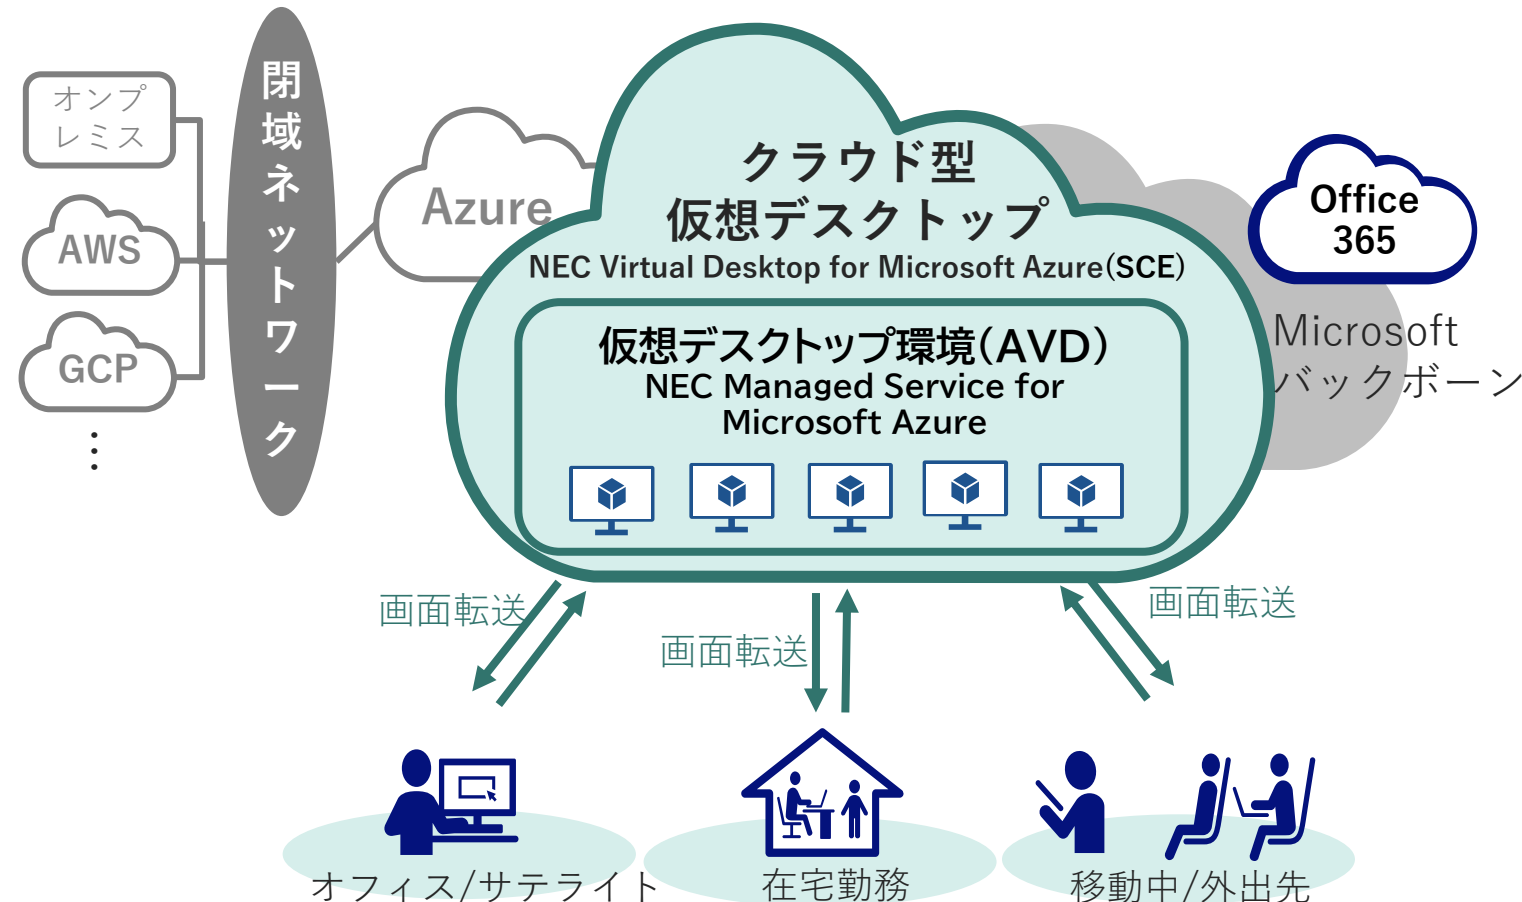 オンプ
レミス
AWS
GCP
⋮
閉域ネットワーク
Azure
クラウド型
仮想デスクトップ
NEC Virtual Desktop for Microsoft Azure(SCE)
仮想デスクトップ環境(AVD)
NEC Managed Service for
Microsoft Azure
Office
365
Microsoft
バックボーン
画面転送
画面転送
画面転送
オフィス/サテライト
在宅勤務
移動中/外出先